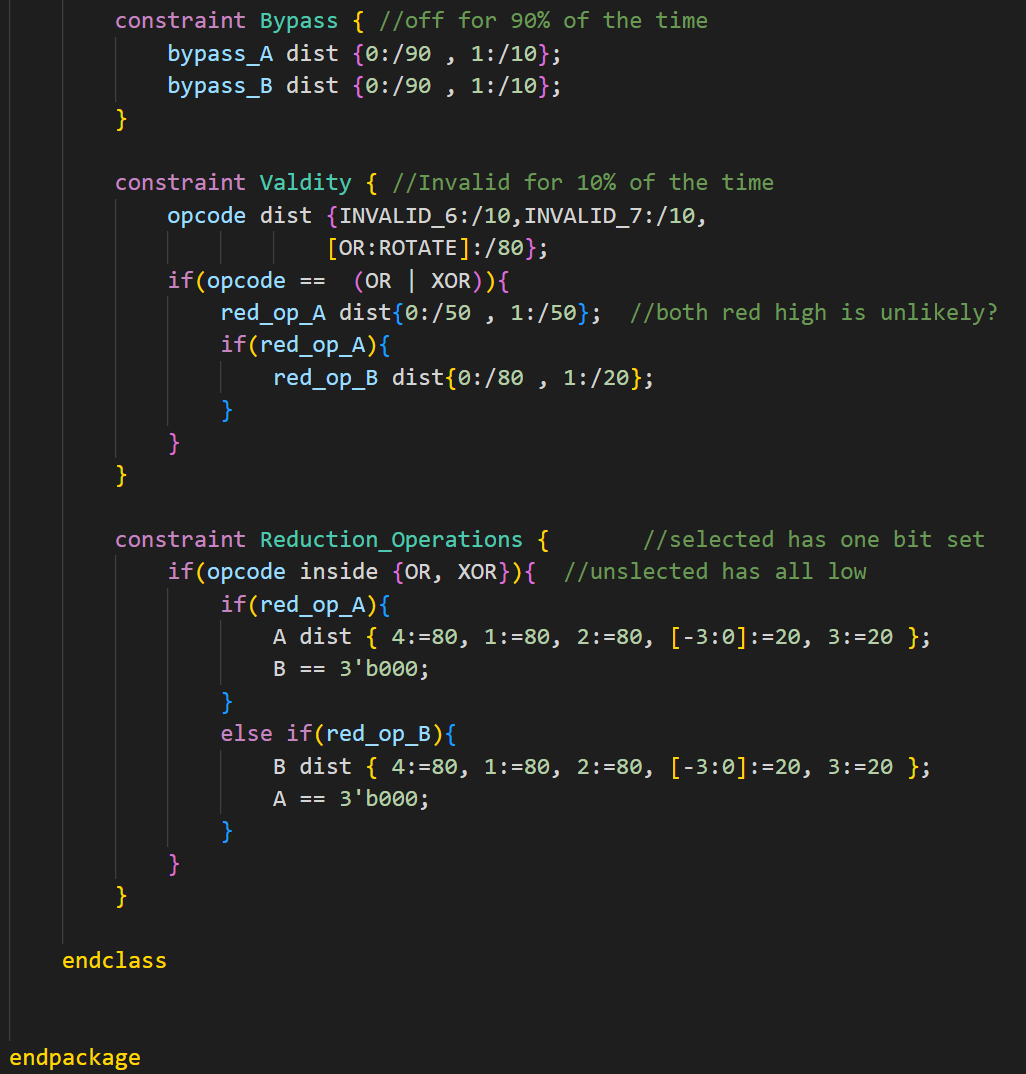 constraint Bypass { //off for 90% of the time
bypass_A dist {0:/90 , 1:/10};
bypass_B dist {0:/90 , 1:/10};
}
constraint Valdity { //Invalid for 10% of the time
opcode dist {INVALID_6:/10,INVALID_7:/10,
[OR:ROTATE]:/80};
if(opcode ==  (OR | XOR)){
red_op_A dist{0:/50 , 1:/50};  //both red high is unlikely?
if(red_op_A){
red_op_B dist{0:/80 , 1:/20};
}
}
}
constraint Reduction_Operations {       //selected has one bit set
if(opcode inside {OR, XOR}){  //unslected has all low
if(red_op_A){
A dist { 4:=80, 1:=80, 2:=80, [-3:0]:=20, 3:=20 };
B == 3'b000;
}
else if(red_op_B){
B dist { 4:=80, 1:=80, 2:=80, [-3:0]:=20, 3:=20 };
A == 3'b000;
}
}
}
endclass
endpackage